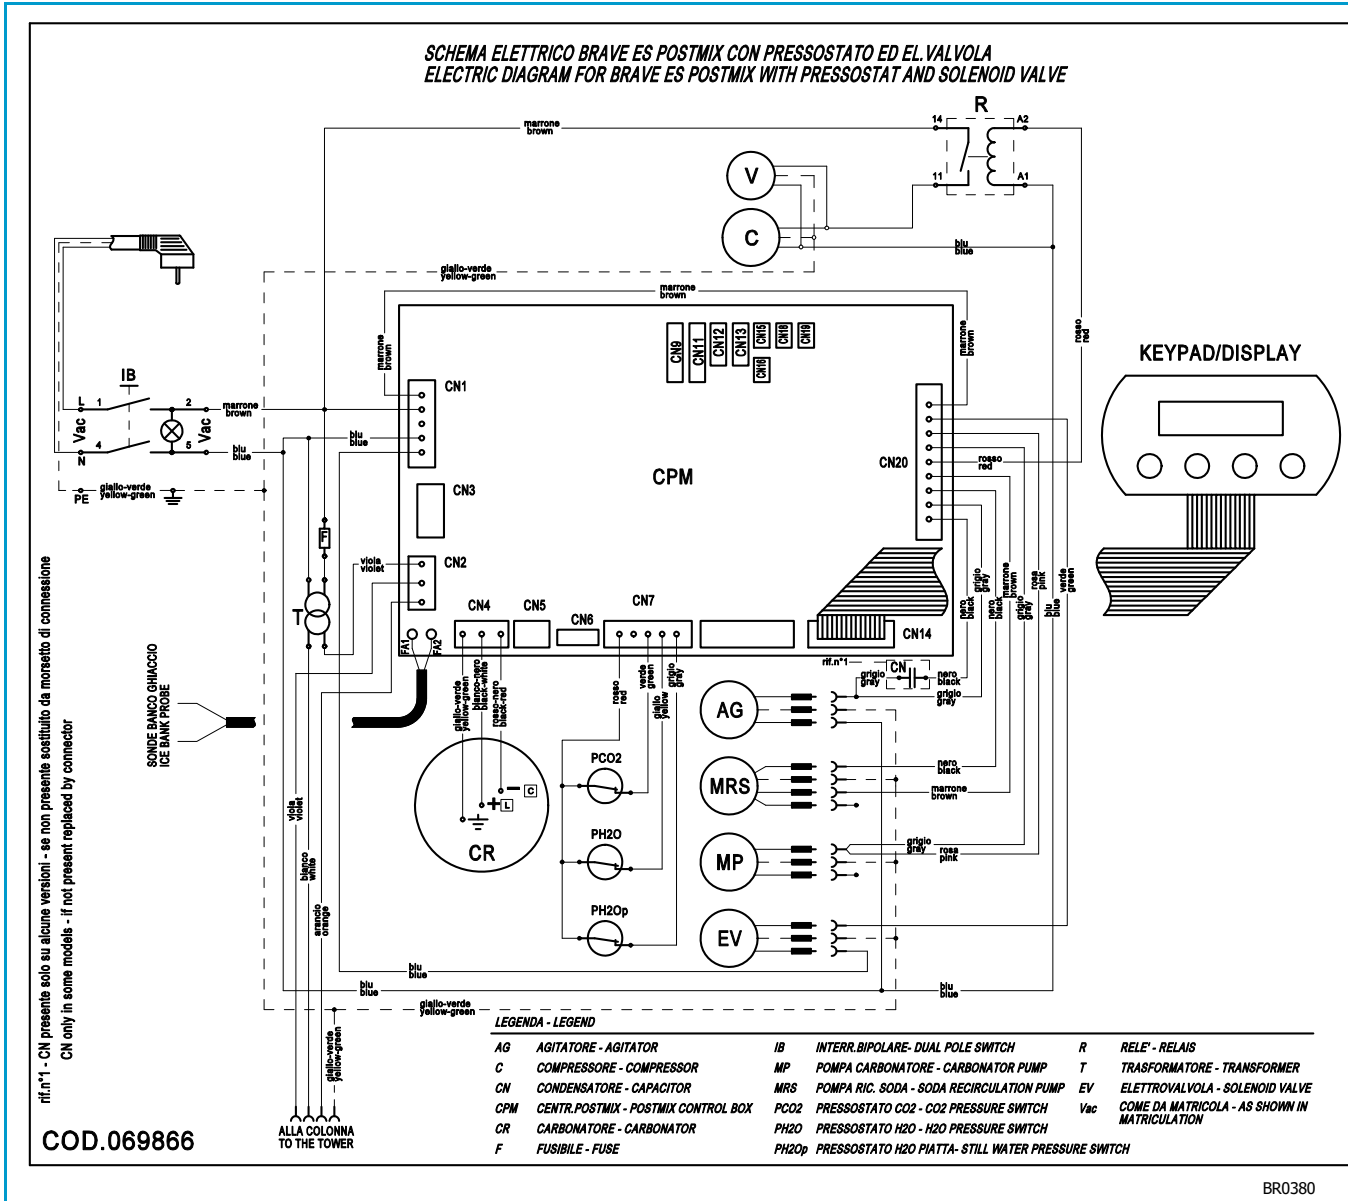 SCHEMA ELETTRICO BRAVE ES POSTMIX CON PRESSOSTATO ED EL.VALVOLA
ELECTRIC DIAGRAM FOR BRAVE ES POSTMIX WITH PRESSOSTAT AND SOLENOID VALVE
R
14
A2
11
A1
marrone
brown
V
C
blu
blue
giallo-verde
yellow-green
marrone
brown
marrone
brown
marrone
brown
rosso
red
KEYPAD/DISPLAY
CN9
CN11
CN12
CN13
CN15
CN18
CN19
CN16
IB
L
1
2
Vac
Vac
4
5
N
PE
marrone
brown
blu
blue
blu
blue
giallo-verde
yellow-green
CN1
CN3
CN2
CPM
CN20
rosso
red
F
T
viola
violet
FA1
FA2
CN4
CN5
CN6
CN7
CN14
nero
black
grigio
gray
nero
black
marrone
brown
grigio
gray
rosa
pink
blu
blue
verde
green
rif.n°1
CN
grigio
gray
nero
black
grigio
gray
giallo-verde
yellow-green
bianco-nero
black-white
rosso-nero
black-red
rosso
red
verde
green
giallo
yellow
grigio
gray
SONDE BANCO GHIACCIO
ICE BANK PROBE
AG
PCO2
MRS
nero
black
marrone
brown
C
L
CR
PH2O
MP
grigio
gray
rosa
pink
PH2Op
EV
viola
violet
bianco
white
arancio
orange
blu
blue
blu
blue
blu
blue
giallo-verde
yellow-green
giallo-verde
yellow-green
rif.n°1 - CN presente solo su alcune versioni - se non presente sostituito da morsetto di connessione
CN only in some models - if not present replaced by connector
ALLA COLONNA
TO THE TOWER
COD.069866
LEGENDA - LEGEND
AG AGITATORE - AGITATOR
C COMPRESSORE - COMPRESSOR
CN CONDENSATORE - CAPACITOR
CPM CENTR.POSTMIX - POSTMIX CONTROL BOX
CR CARBONATORE - CARBONATOR
F FUSIBILE - FUSE
IB INTERR.BIPOLARE- DUAL POLE SWITCH
MP POMPA CARBONATORE - CARBONATOR PUMP
MRS POMPA RIC. SODA - SODA RECIRCULATION PUMP
PCO2 PRESSOSTATO CO2 - CO2 PRESSURE SWITCH
PH2O PRESSOSTATO H2O - H2O PRESSURE SWITCH
PH2Op PRESSOSTATO H2O PIATTA- STILL WATER PRESSURE SWITCH
R RELE' - RELAIS
T TRASFORMATORE - TRANSFORMER
EV ELETTROVALVOLA - SOLENOID VALVE
Vac COME DA MATRICOLA - AS SHOWN IN
MATRICULATION
BR0380